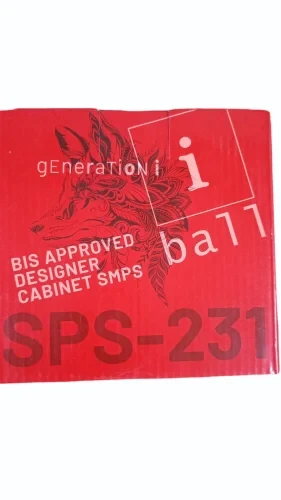 gEneraTioN i
i
ball
BIS APPROVED
DESIGNER
CABINET SMPS
SPS-231